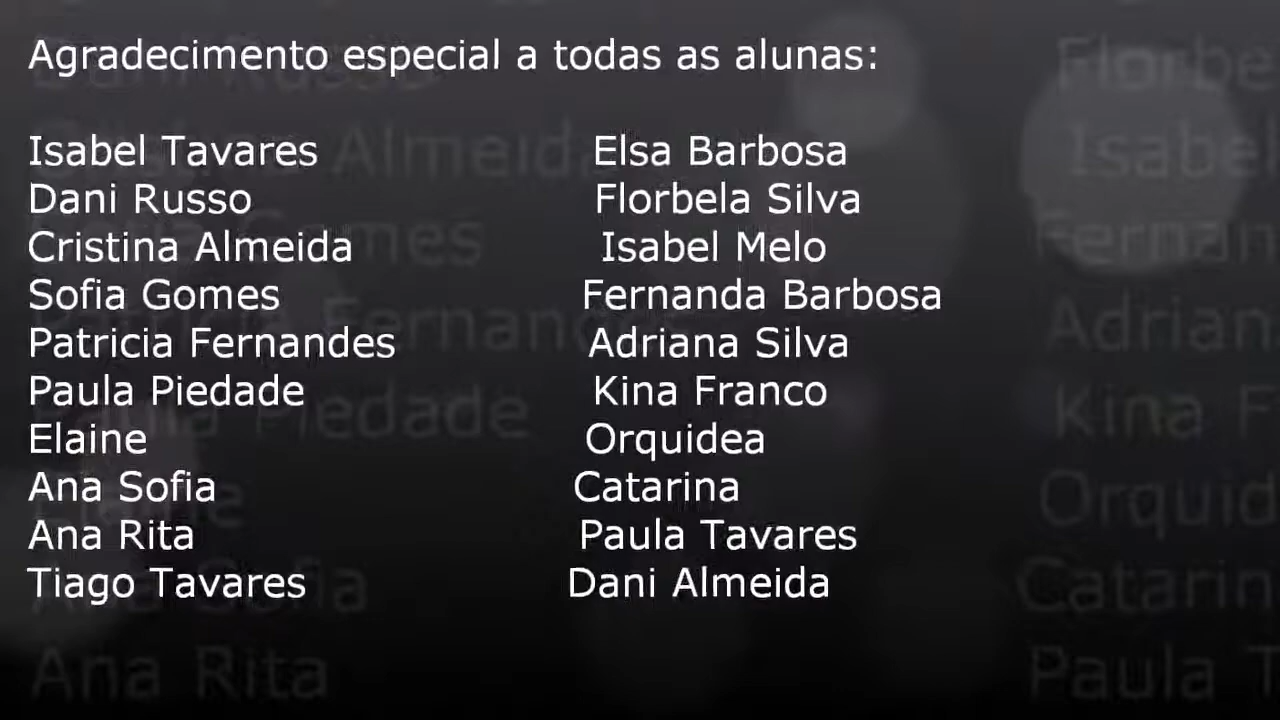 Agradecimento especial a todas as alunas:
Isabel Tavares Elsa Barbosa
Dani Russo Florbela Silva
Cristina Almeida Isabel Melo
Sofia Gomes Fernanda Barbosa
Patricia Fernandes Adriana Silva
Paula Piedade Kina Franco
Elaine Orquidea
Ana Sofia Catarina
Ana Rita Paula Tavares
Tiago Tavares Dani Almeida